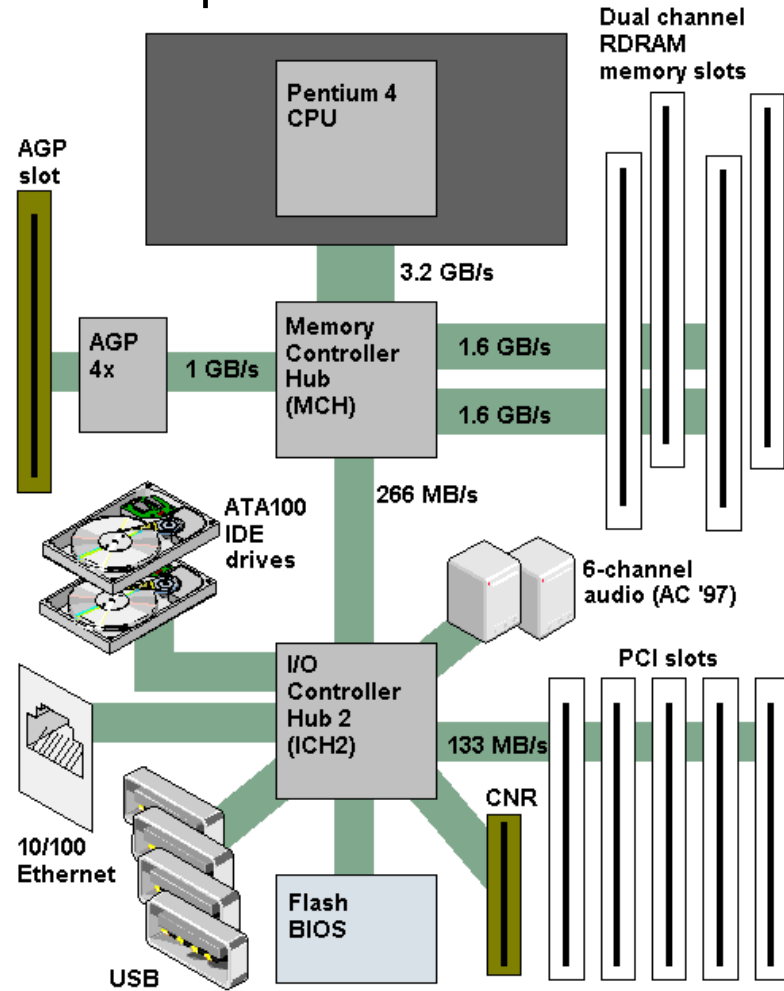 Dual channel
RDRAM
memory slots
Pentium 4
CPU
AGP
slot
3.2 GB/s
AGP
4x
1 GB/s
Memory
Controller
Hub
(MCH)
1.6 GB/s
1.6 GB/s
266 MB/s
ATA100
IDE
drives
6-channel
audio (AC '97)
I/O
Controller
Hub 2
(ICH2)
PCI slots
133 MB/s
CNR
10/100
Ethernet
Flash
BIOS
USB